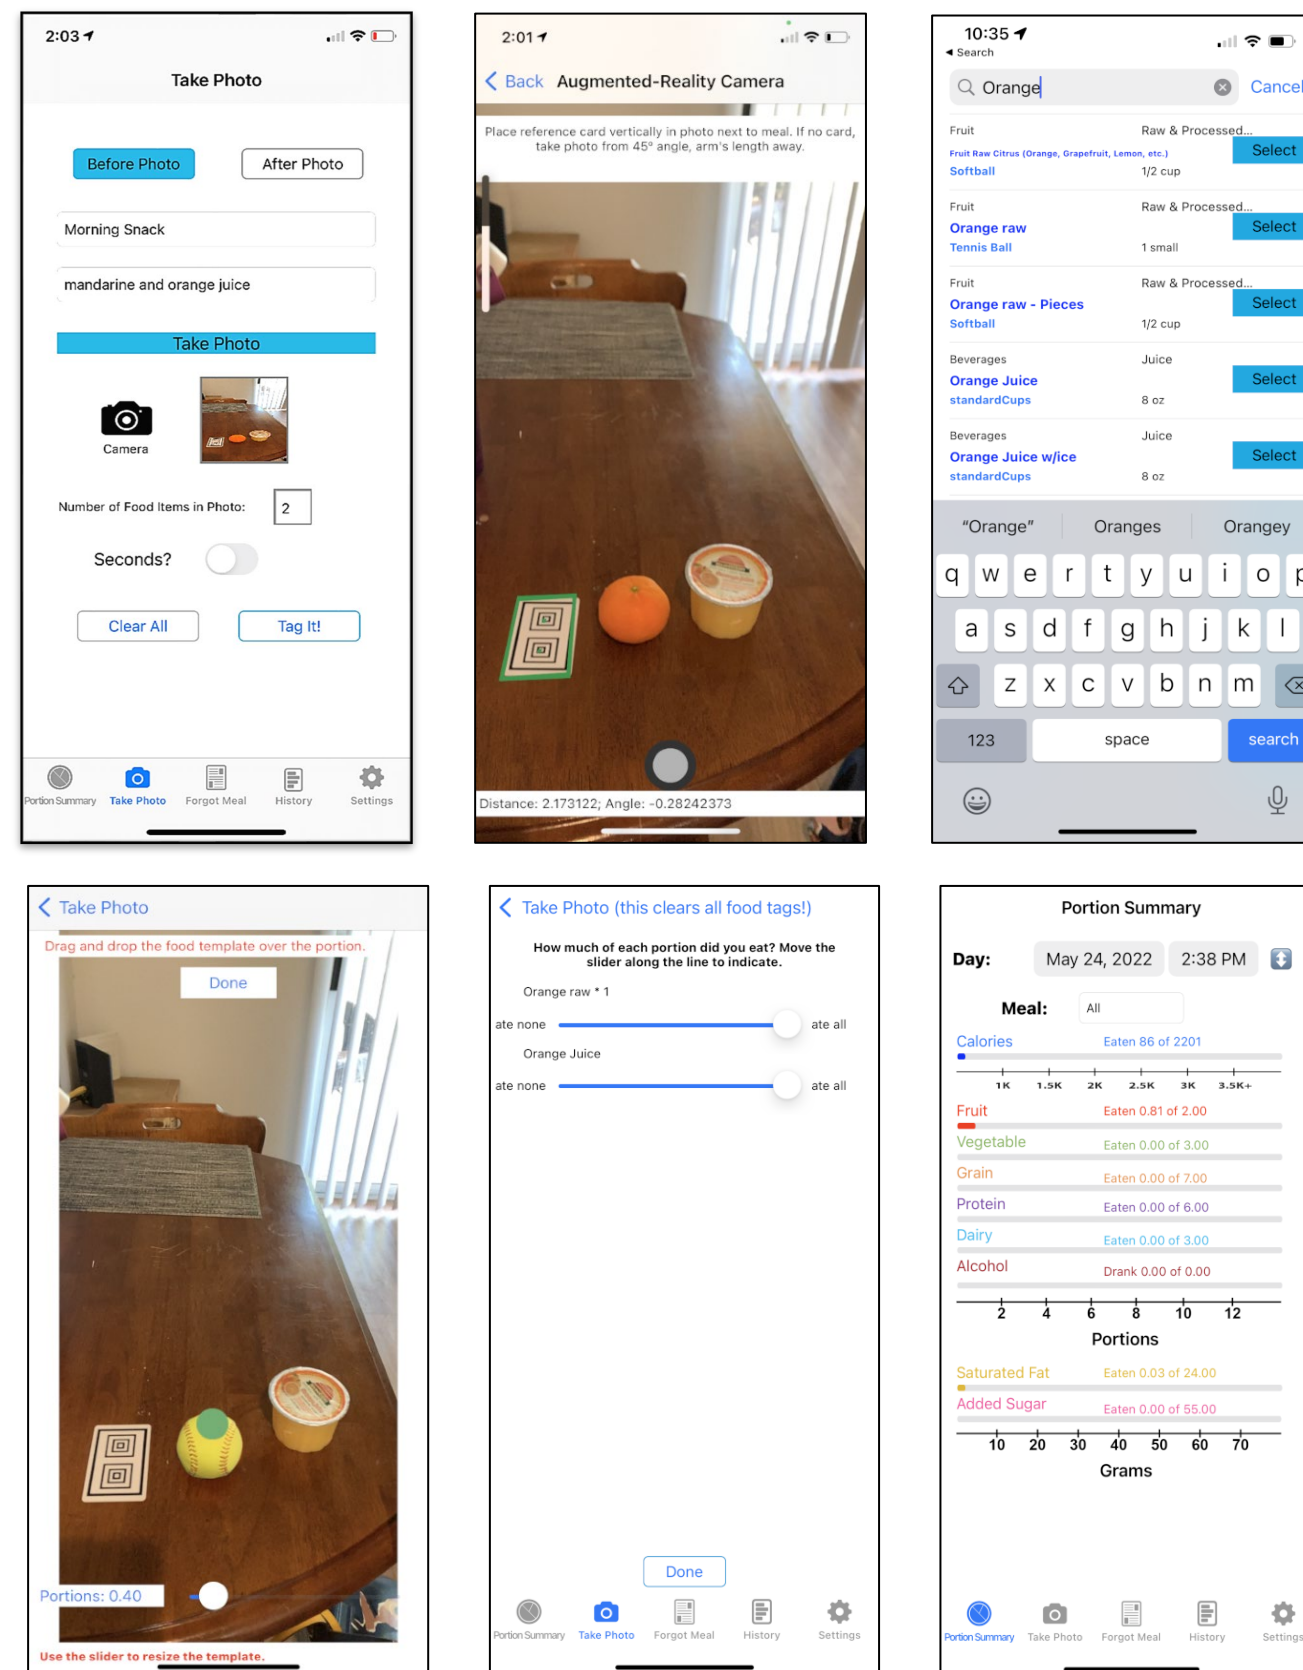 2:03
Take Photo
Before Photo
After Photo
Morning Snack
mandarine and orange juice
Take Photo
Camera
Number of Food Items in Photo:
2
Seconds?
Clear All
Tag It!
Portion Summary
Take Photo
Forgot Meal
History
Settings
2:01
Back
Augmented-Reality Camera
Place reference card vertically in photo next to meal. If no card,
take photo from 45° angle, arm's length away.
Distance: 2.173122; Angle: -0.28242373
10:35
Search
Orange
Cancel
Fruit
Raw & Processed...
Fruit Raw Citrus (Orange, Grapefruit, Lemon, etc.)
Select
Softball
1/2 cup
Fruit
Raw & Processed...
Orange raw
Select
Tennis Ball
1 small
Fruit
Raw & Processed...
Orange raw - Pieces
Select
Softball
1/2 cup
Beverages
Juice
Orange Juice
Select
standardCups
8 oz
Beverages
Juice
Orange Juice w/ice
Select
standardCups
8 oz
"Orange"
Oranges
Orangey
q w e r t y u i o p
a s d f g h j k l
z x c v b n m
123
space
search
Take Photo
Drag and drop the food template over the portion.
Done
Portions: 0.40
Use the slider to resize the template.
Take Photo (this clears all food tags!)
How much of each portion did you eat? Move the
slider along the line to indicate.
Orange raw * 1
ate none
ate all
Orange Juice
ate none
ate all
Done
Portion Summary
Take Photo
Forgot Meal
History
Settings
Portion Summary
Day:
May 24, 2022
2:38 PM
Meal:
All
Calories
Eaten 86 of 2201
1K 1.5K 2K 2.5K 3K 3.5K+
Fruit
Eaten 0.81 of 2.00
Vegetable
Eaten 0.00 of 3.00
Grain
Eaten 0.00 of 7.00
Protein
Eaten 0.00 of 6.00
Dairy
Eaten 0.00 of 3.00
Alcohol
Drank 0.00 of 0.00
2 4 6 8 10 12
Portions
Saturated Fat
Eaten 0.03 of 24.00
Added Sugar
Eaten 0.00 of 55.00
10 20 30 40 50 60 70
Grams
Portion Summary
Take Photo
Forgot Meal
History
Settings